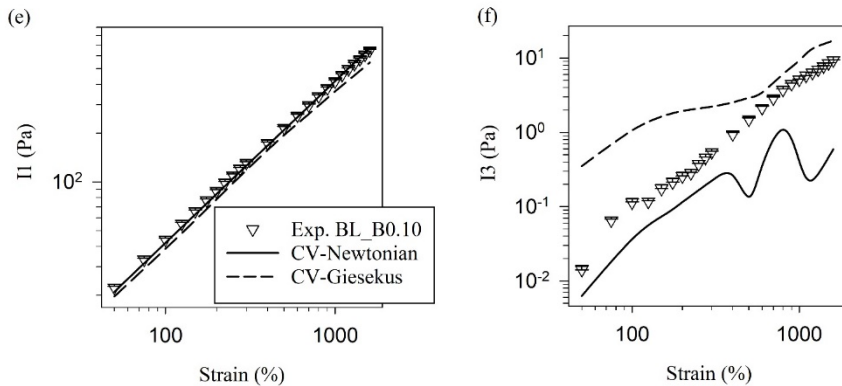 (e)
I1 (Pa)
10²
Exp. BL_B0.10
CV-Newtonian
CV-Giesekus
100
1000
Strain (%)
(f)
I3 (Pa)
10¹
10⁰
10⁻¹
10⁻²
100
1000
Strain (%)